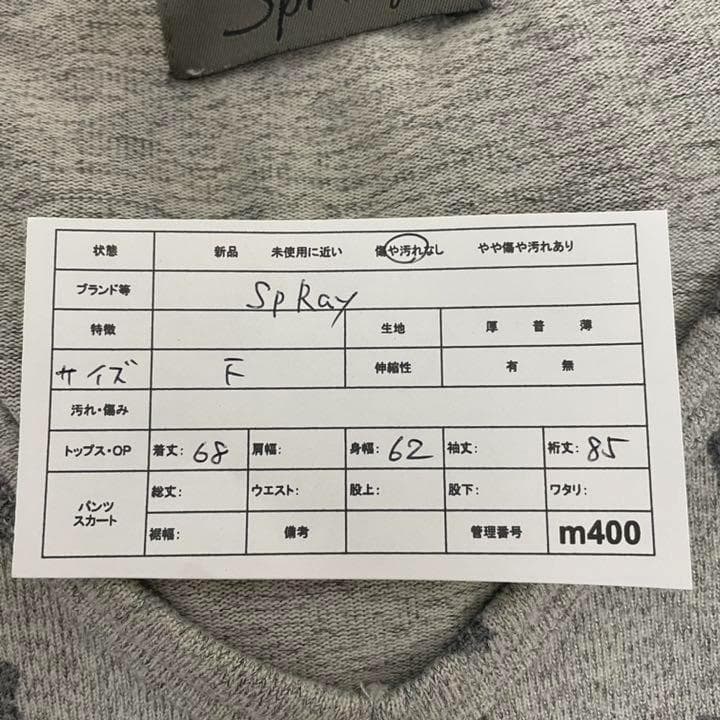 SpRay
状態 新品 未使用に近い 傷や汚れなし やや傷や汚れあり
ブランド等 SpRay
特徴 生地 厚 普 薄
サイズ F 伸縮性 有 無
汚れ・傷み
トップス・OP 着丈: 68 肩幅: 身幅: 62 袖丈: 裄丈: 85
パンツ スカート 総丈: ウエスト: 股上: 股下: ワタリ:
裾幅: 備考 管理番号 m400